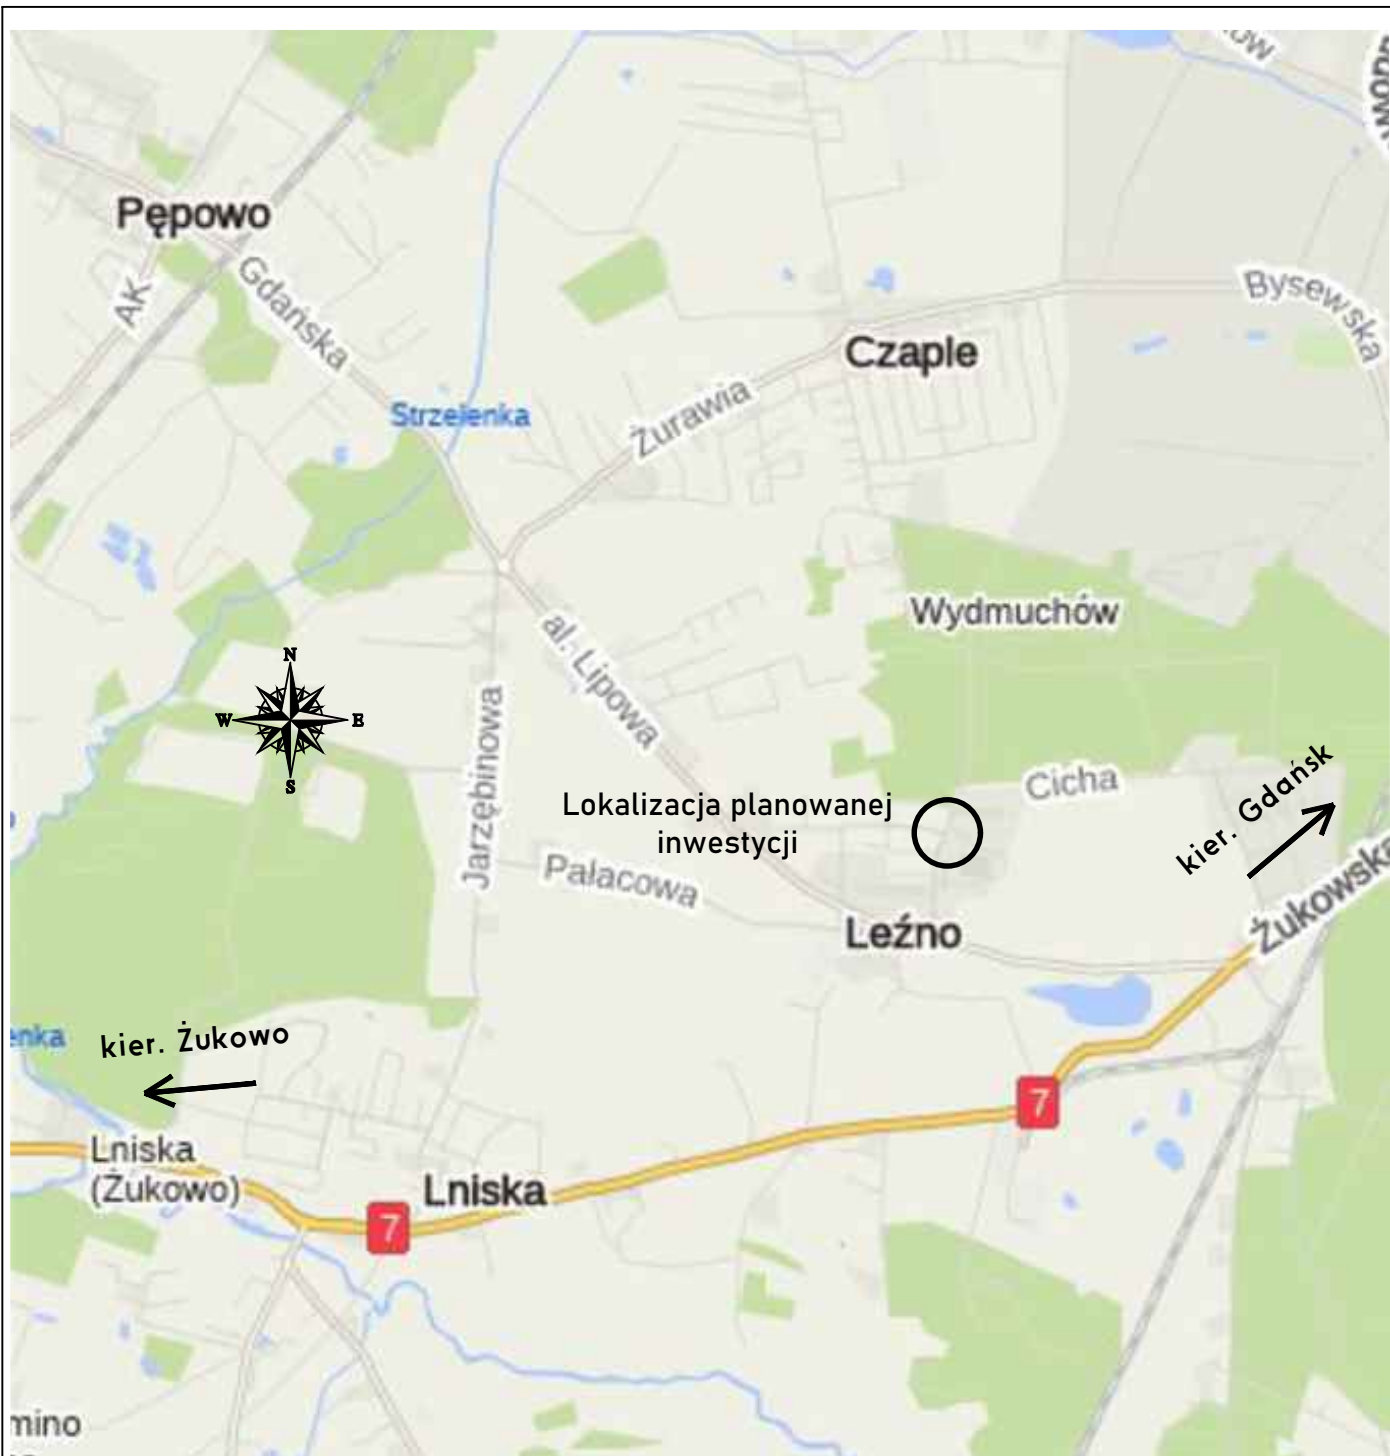 Pępowo
AK
Gdańska
Bysewska
Czaple
Strzelenka
Żurawia
Wydmuchów
al. Lipowa
N
W
E
S
Jarzębinowa
Cicha
Lokalizacja planowanej
inwestycji
kier. Gdańsk
Pałacowa
Żukowska
Leźno
kier. Żukowo
7
Lniska
(Żukowo)
Lniska
7